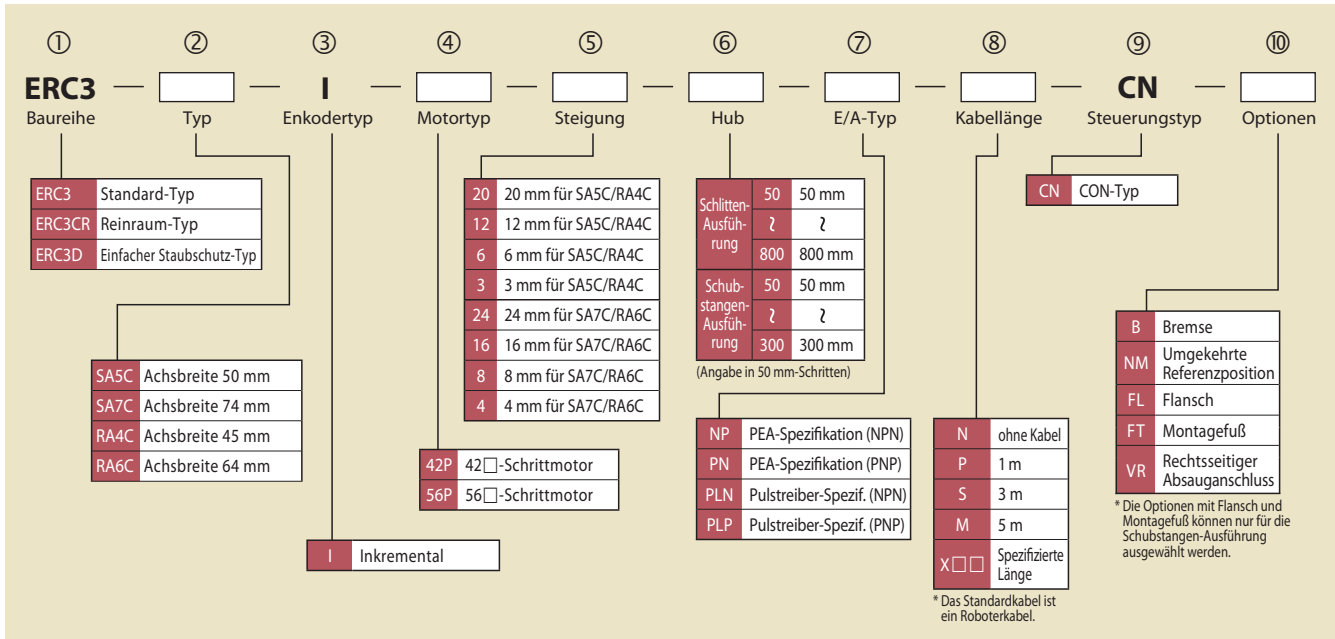 ① ② ③ ④ ⑤ ⑥ ⑦ ⑧ ⑨ ⑩
ERC3 — □ — I — □ — □ — □ — □ — □ — CN — □
Baureihe Typ Enkodertyp Motortyp Steigung Hub E/A-Typ Kabellänge Steuerungstyp Optionen
ERC3 Standard-Typ
ERC3CR Reinraum-Typ
ERC3D Einfacher Staubschutz-Typ
SA5C Achsbreite 50 mm
SA7C Achsbreite 74 mm
RA4C Achsbreite 45 mm
RA6C Achsbreite 64 mm
I Inkremental
42P 42□-Schrittmotor
56P 56□-Schrittmotor
20 20 mm für SA5C/RA4C
12 12 mm für SA5C/RA4C
6 6 mm für SA5C/RA4C
3 3 mm für SA5C/RA4C
24 24 mm für SA7C/RA6C
16 16 mm für SA7C/RA6C
8 8 mm für SA7C/RA6C
4 4 mm für SA7C/RA6C
Schlitten-
Ausfüh-
rung
50 50 mm
≀ ≀
800 800 mm
Schub-
stangen-
Ausfüh-
rung
50 50 mm
≀ ≀
300 300 mm
(Angabe in 50 mm-Schritten)
NP PEA-Spezifikation (NPN)
PN PEA-Spezifikation (PNP)
PLN Pulstreiber-Spezif. (NPN)
PLP Pulstreiber-Spezif. (PNP)
N ohne Kabel
P 1 m
S 3 m
M 5 m
X□□ Spezifizierte
Länge
* Das Standardkabel ist
ein Roboterkabel.
CN CON-Typ
B Bremse
NM Umgekehrte
Referenzposition
FL Flansch
FT Montagefuß
VR Rechtsseitiger
Absauganschluss
* Die Optionen mit Flansch und
Montagefuß können nur für die
Schubstangen-Ausführung
ausgewählt werden.